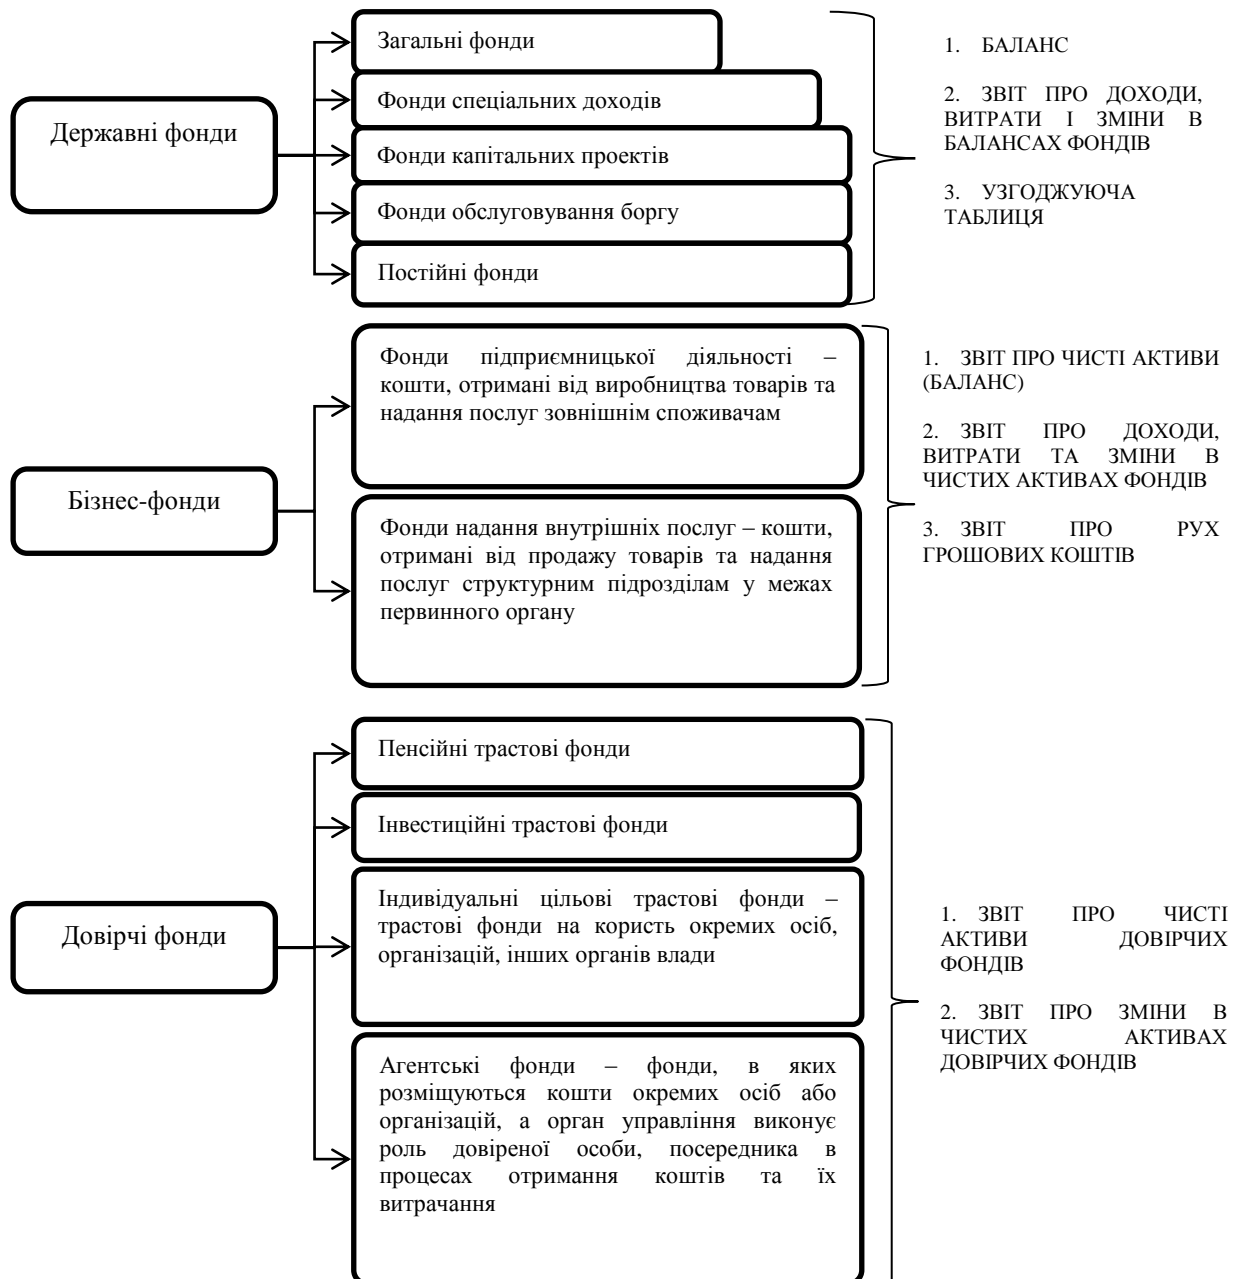 Державні фонди
Загальні фонди
Фонди спеціальних доходів
Фонди капітальних проектів
Фонди обслуговування боргу
Постійні фонди
1. БАЛАНС
2. ЗВІТ ПРО ДОХОДИ,
ВИТРАТИ І ЗМІНИ В
БАЛАНСАХ ФОНДІВ
3. УЗГОДЖУЮЧА
ТАБЛИЦЯ
Бізнес-фонди
Фонди підприємницької діяльності –
кошти, отримані від виробництва товарів та
надання послуг зовнішнім споживачам
Фонди надання внутрішніх послуг – кошти,
отримані від продажу товарів та надання
послуг структурним підрозділам у межах
первинного органу
1. ЗВІТ ПРО ЧИСТІ АКТИВИ
(БАЛАНС)
2. ЗВІТ ПРО ДОХОДИ,
ВИТРАТИ ТА ЗМІНИ В
ЧИСТИХ АКТИВАХ ФОНДІВ
3. ЗВІТ ПРО РУХ
ГРОШОВИХ КОШТІВ
Довірчі фонди
Пенсійні трастові фонди
Інвестиційні трастові фонди
Індивідуальні цільові трастові фонди –
трастові фонди на користь окремих осіб,
організацій, інших органів влади
Агентські фонди – фонди, в яких
розміщуються кошти окремих осіб або
організацій, а орган управління виконує
роль довіреної особи, посередника в
процесах отримання коштів та їх
витрачання
1. ЗВІТ ПРО ЧИСТІ
АКТИВИ ДОВІРЧИХ
ФОНДІВ
2. ЗВІТ ПРО ЗМІНИ В
ЧИСТИХ АКТИВАХ
ДОВІРЧИХ ФОНДІВ